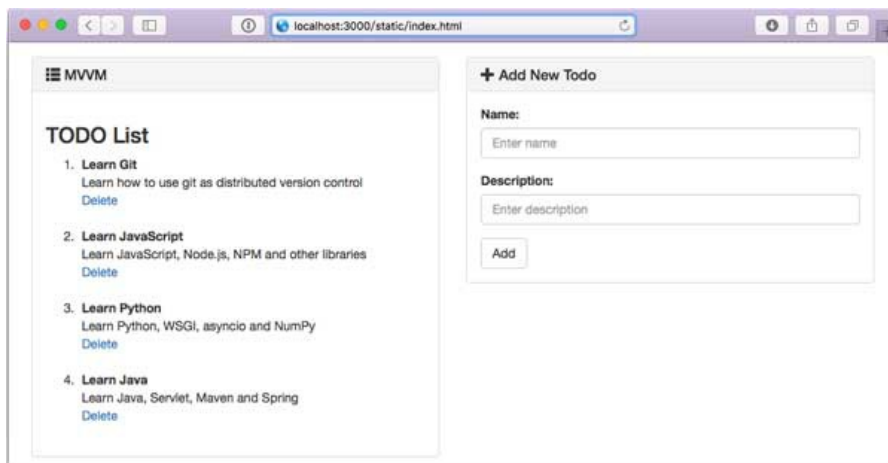 localhost:3000/static/index.html
MVVM
TODO List
1. Learn Git
Learn how to use git as distributed version control
Delete
2. Learn JavaScript
Learn JavaScript, Node.js, NPM and other libraries
Delete
3. Learn Python
Learn Python, WSGI, asyncio and NumPy
Delete
4. Learn Java
Learn Java, Servlet, Maven and Spring
Delete
Add New Todo
Name:
Enter name
Description:
Enter description
Add